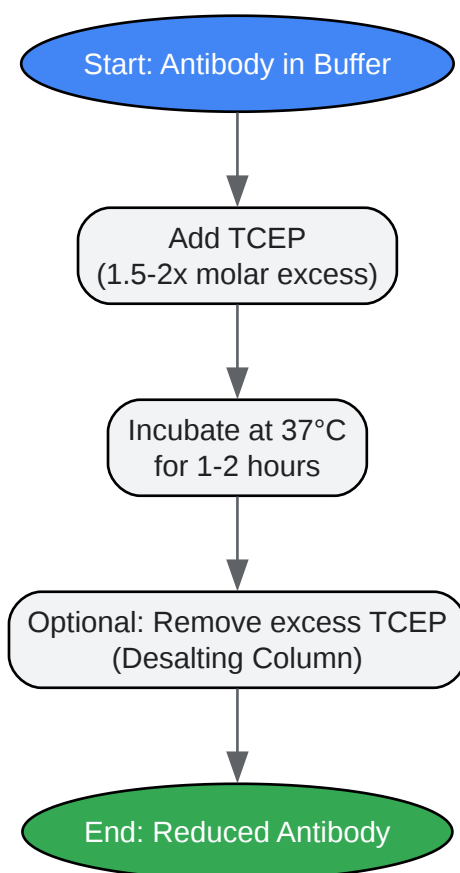 Start: Antibody in Buffer
Add TCEP
(1.5-2x molar excess)
Incubate at 37°C
for 1-2 hours
Optional: Remove excess TCEP
(Desalting Column)
End: Reduced Antibody